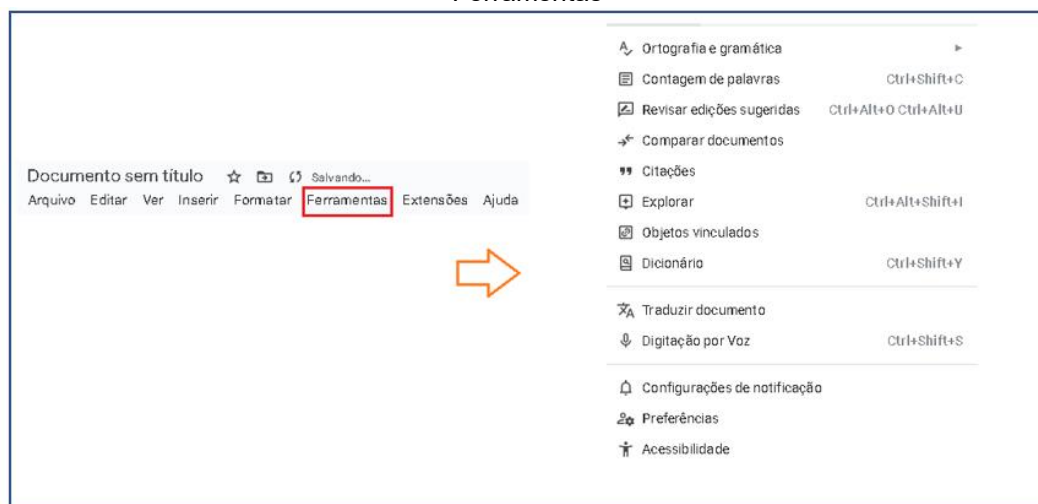 Ferramentas
Documento sem título Salvando...
Arquivo Editar Ver Inserir Formatar Ferramentas Extensões Ajuda
Ortografia e gramática
Contagem de palavras Ctrl+Shift+C
Revisar edições sugeridas Ctrl+Alt+O Ctrl+Alt+U
Comparar documentos
Citações
Explorar Ctrl+Alt+Shift+I
Objetos vinculados
Dicionário Ctrl+Shift+Y
Traduzir documento
Digitação por Voz Ctrl+Shift+S
Configurações de notificação
Preferências
Acessibilidade